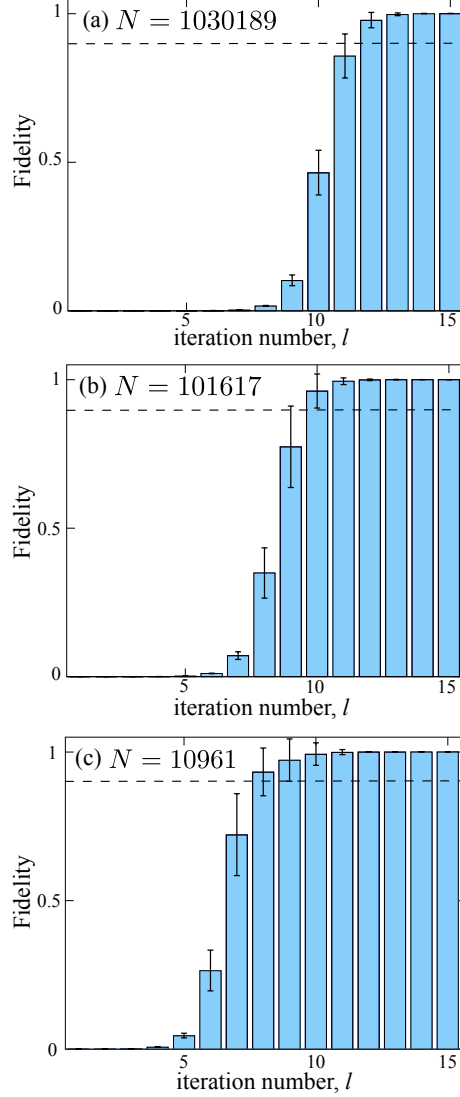 1
(a) N = 1030189
0.5
Fidelity
0
5
10
15
iteration number, l
1
(b) N = 101617
0.5
Fidelity
0
5
10
15
iteration number, l
1
(c) N = 10961
0.5
Fidelity
0
5
10
15
iteration number, l